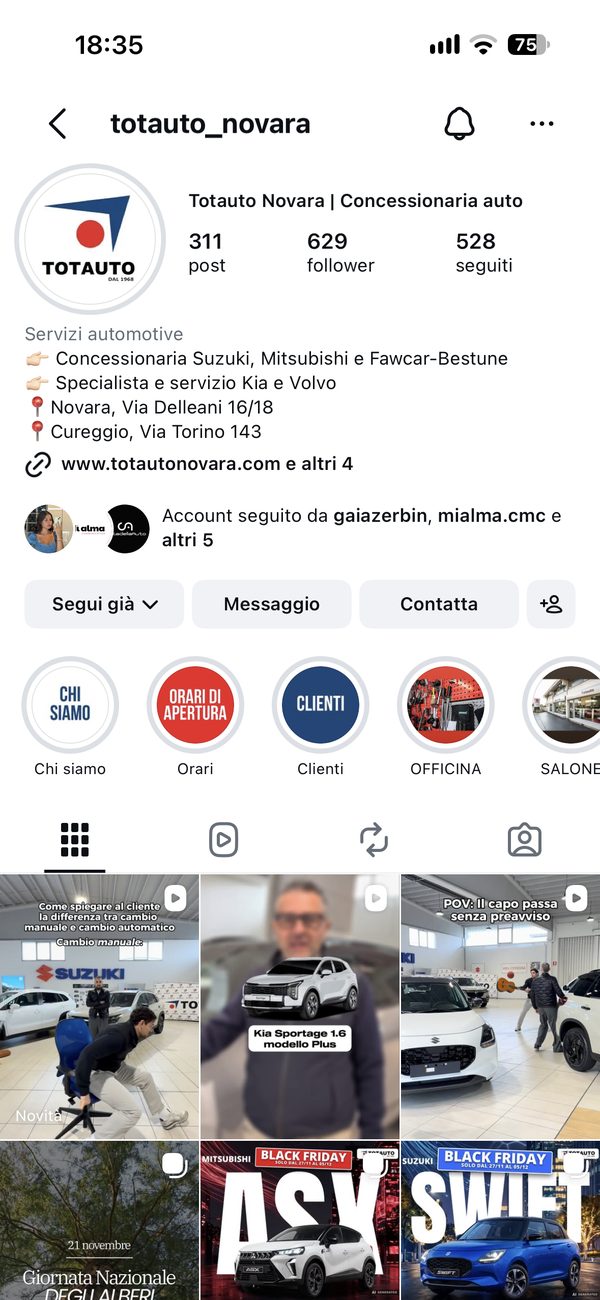 18:35
75
totauto_novara
TOTAUTO
DAL 1968
Totauto Novara | Concessionaria auto
311
629
528
post
follower
seguiti
Servizi automotive
👉🏻 Concessionaria Suzuki, Mitsubishi e Fawcar-Bestune
👉🏻 Specialista e servizio Kia e Volvo
📍Novara, Via Delleani 16/18
📍Cureggio, Via Torino 143
www.totautonovara.com e altri 4
alma
Account seguito da gaiazerbin, mialma.cmc e
altri 5
Segui già
Messaggio
Contatta
CHI
SIAMO
ORARI DI
APERTURA
CLIENTI
Chi siamo
Orari
Clienti
OFFICINA
SALONE
Come spiegare al cliente
la differenza tra cambio
manuale e cambio automatico
Cambio manuale:
SUZUKI
TO
Novità
Kia Sportage 1.6
modello Plus
POV: Il capo passa
senza preavviso
KI
21 novembre
Giornata Nazionale
DEGLI ALBERI
MITSUBISHI
BLACK FRIDAY
SOLO DAL 27/11 AL 05/12
ASX
SUZUKI
BLACK FRIDAY
SOLO DAL 27/11 AL 05/12
SWIFT